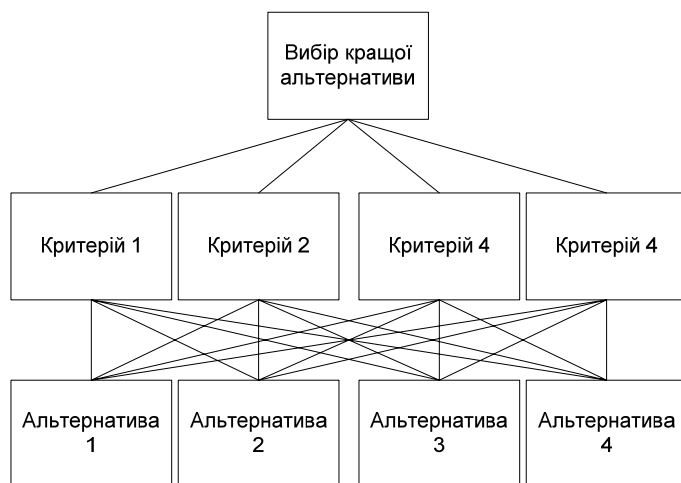 Вибір кращої
альтернативи
Критерій 1
Критерій 2
Критерій 4
Критерій 4
Альтернатива
1
Альтернатива
2
Альтернатива
3
Альтернатива
4